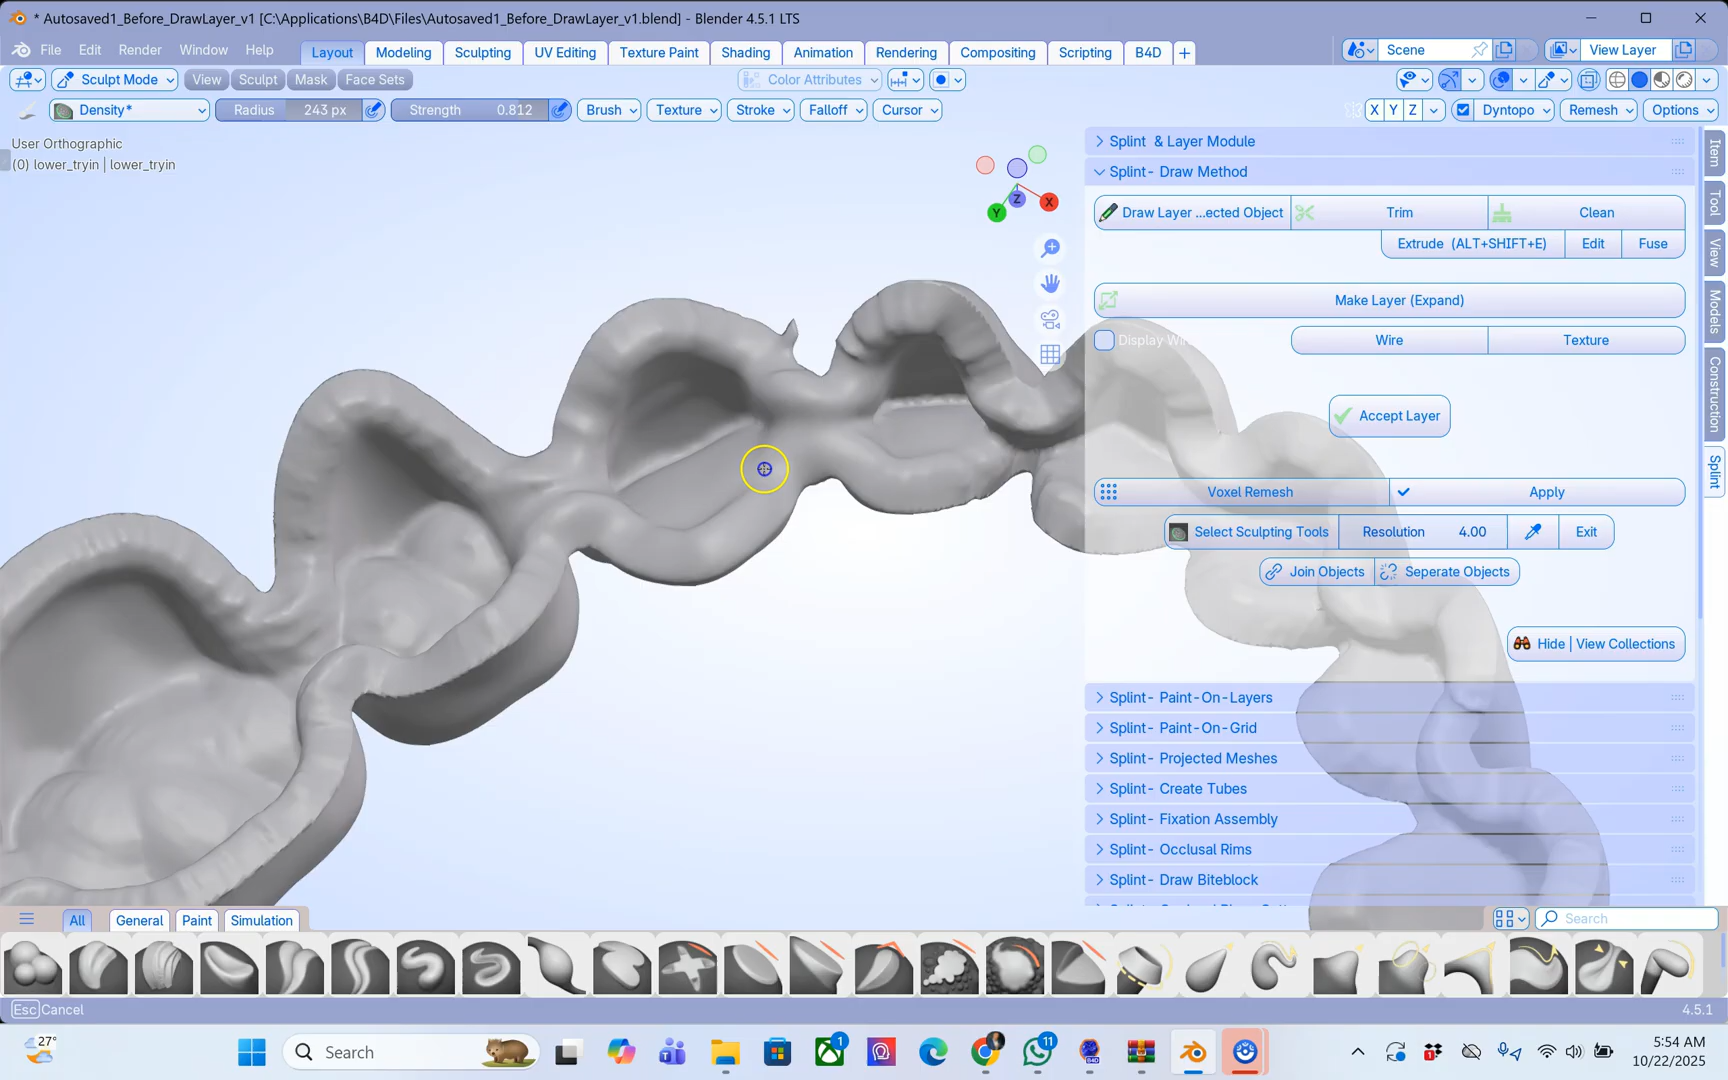 * Autosaved1_Before_DrawLayer_v1 [C:\Applications\B4D\Files\Autosaved1_Before_DrawLayer_v1.blend] - Blender 4.5.1 LTS
File Edit Render Window Help Layout Modeling Sculpting UV Editing Texture Paint Shading Animation Rendering Compositing Scripting B4D + Scene View Layer
Sculpt Mode View Sculpt Mask Face Sets Color Attributes
Density* Radius 243 px Strength 0.812 Brush Texture Stroke Falloff Cursor X Y Z Dyntopo Remesh Options
User Orthographic
(0) lower_tryin | lower_tryin
X
Y
Z
Splint & Layer Module
Splint- Draw Method
Draw Layer ...ected Object Trim Clean
Extrude (ALT+SHIFT+E) Edit Fuse
Make Layer (Expand)
Display Wi Wire Texture
Accept Layer
Voxel Remesh Apply
Select Sculpting Tools Resolution 4.00 Exit
Join Objects Seperate Objects
Hide | View Collections
Splint- Paint-On-Layers
Splint- Paint-On-Grid
Splint- Projected Meshes
Splint- Create Tubes
Splint- Fixation Assembly
Splint- Occlusal Rims
Splint- Draw Biteblock
Item
Tool
View
Models
Construction
Splint
All General Paint Simulation Search
Esc Cancel 4.5.1
27° Search 1 11 B4D 1 5:54 AM
10/22/2025